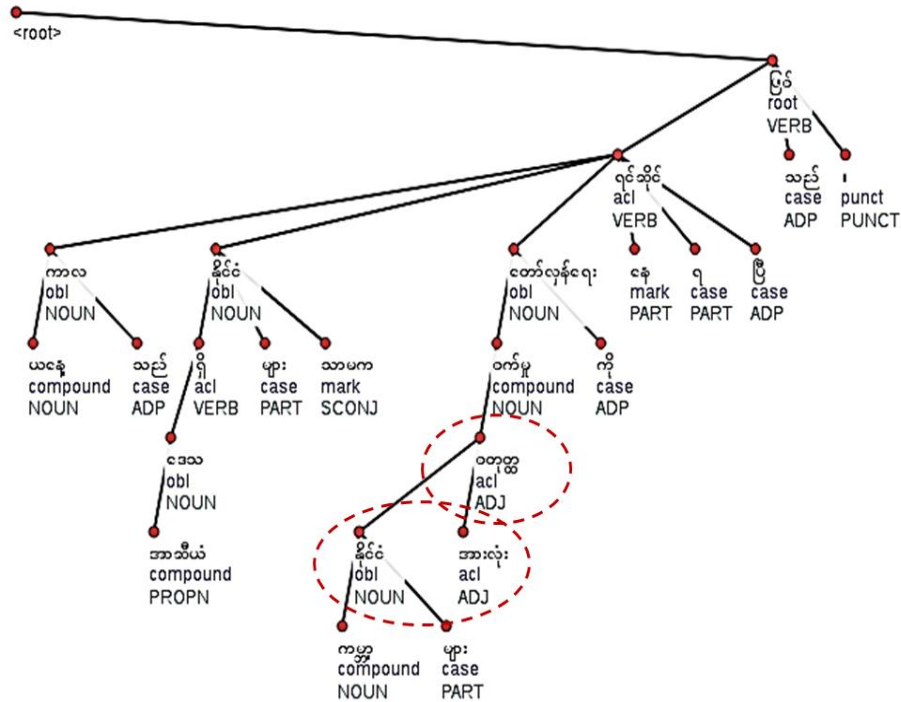 <root>
ဖြစ်
root
VERB
ရင်ဆိုင်
acl
VERB
သည်
case
ADP
။
punct
PUNCT
ကာလ
obl
NOUN
နိုင်ငံ
obl
NOUN
တော်လှန်ရေး
obl
NOUN
နေ
mark
PART
ရ
case
PART
ပြီ
case
ADP
ယနေ့
compound
NOUN
သည်
case
ADP
ရှိ
acl
VERB
များ
case
PART
သာမက
mark
SCONJ
ဝက်မှု
compound
NOUN
ကို
case
ADP
ဒေသ
obl
NOUN
စတုတ္ထ
acl
ADJ
အာဆီယံ
compound
PROPN
နိုင်ငံ
obl
NOUN
အားလုံး
acl
ADJ
ကမ္ဘာ့
compound
NOUN
များ
case
PART